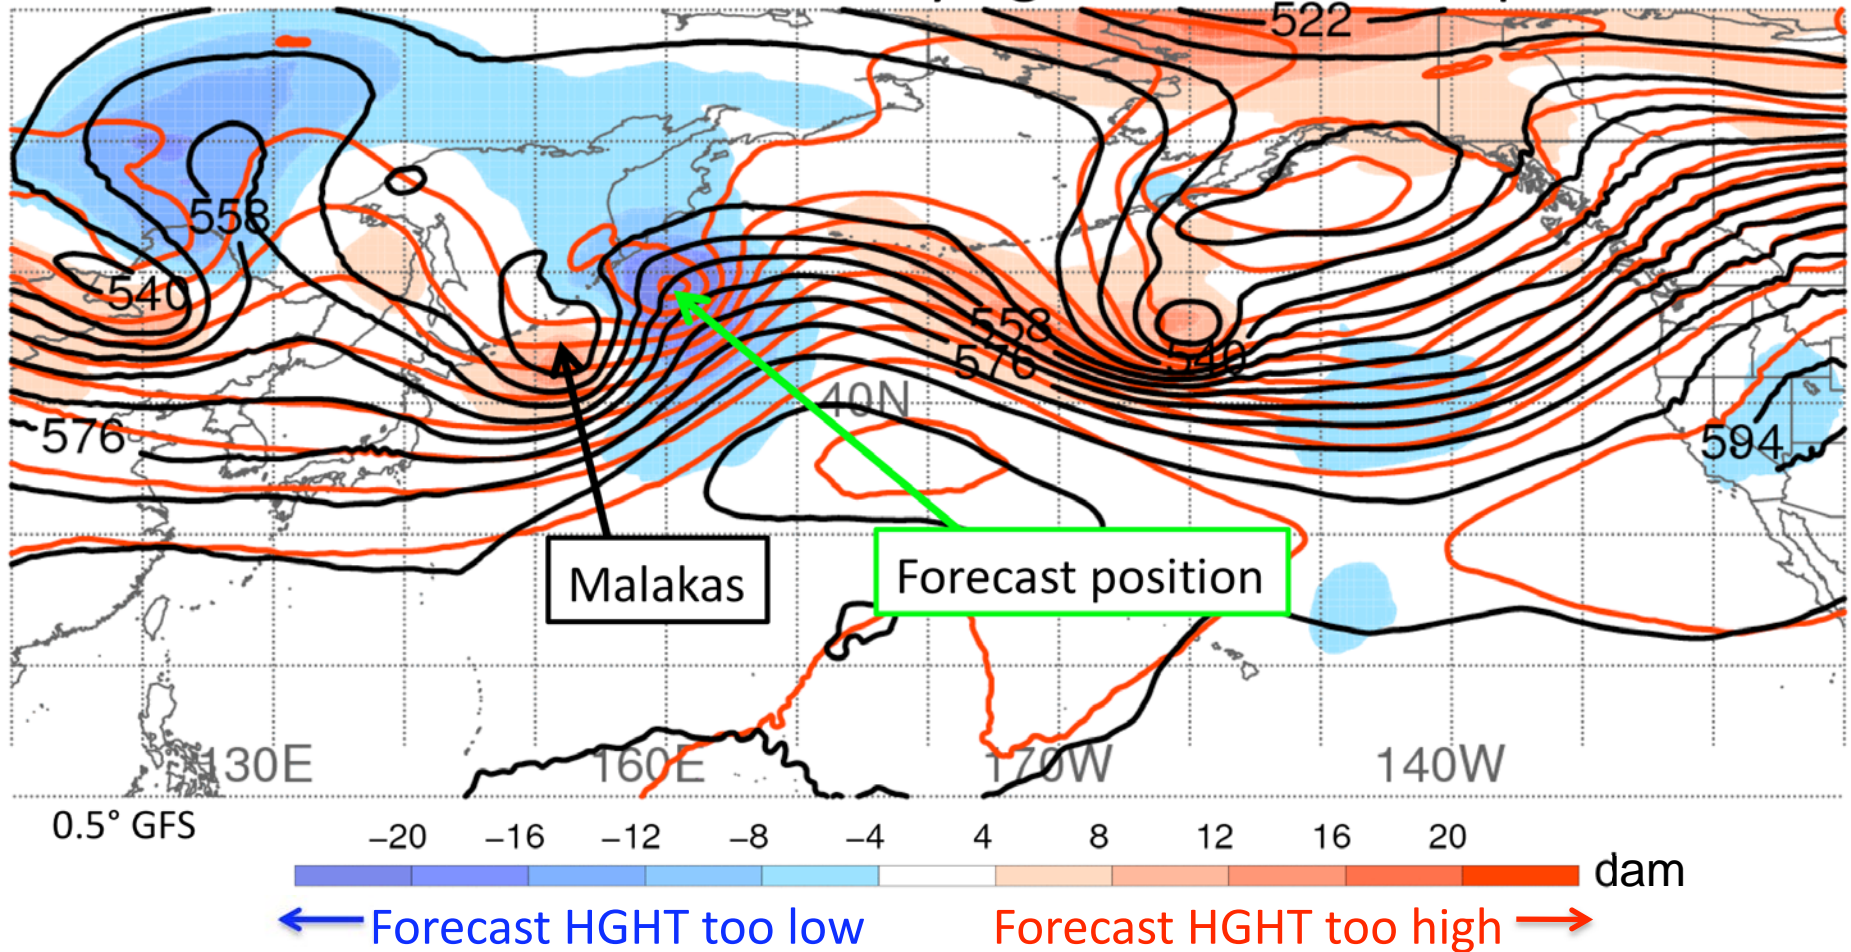 522
558
540
558
576
540
40N
576
594
Malakas
Forecast position
130E
160E
170W
140W
0.5° GFS
−20 −16 −12 −8 −4 4 8 12 16 20
dam
Forecast HGHT too low
Forecast HGHT too high